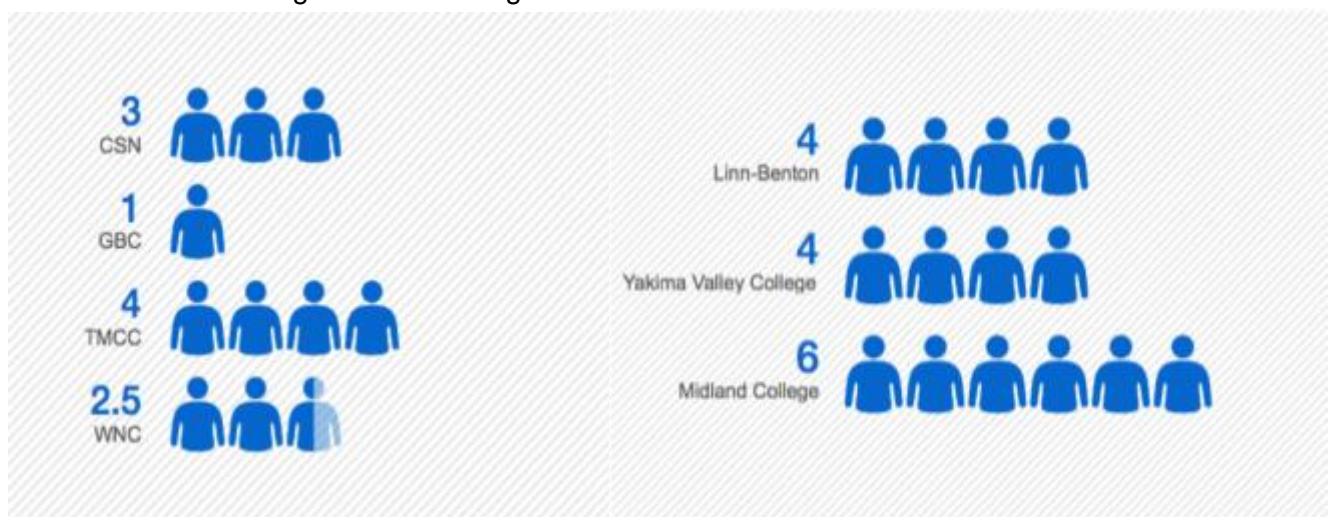 3
CSN
1
GBC
4
TMCC
2.5
WNC
4
Linn-Benton
4
Yakima Valley College
6
Midland College